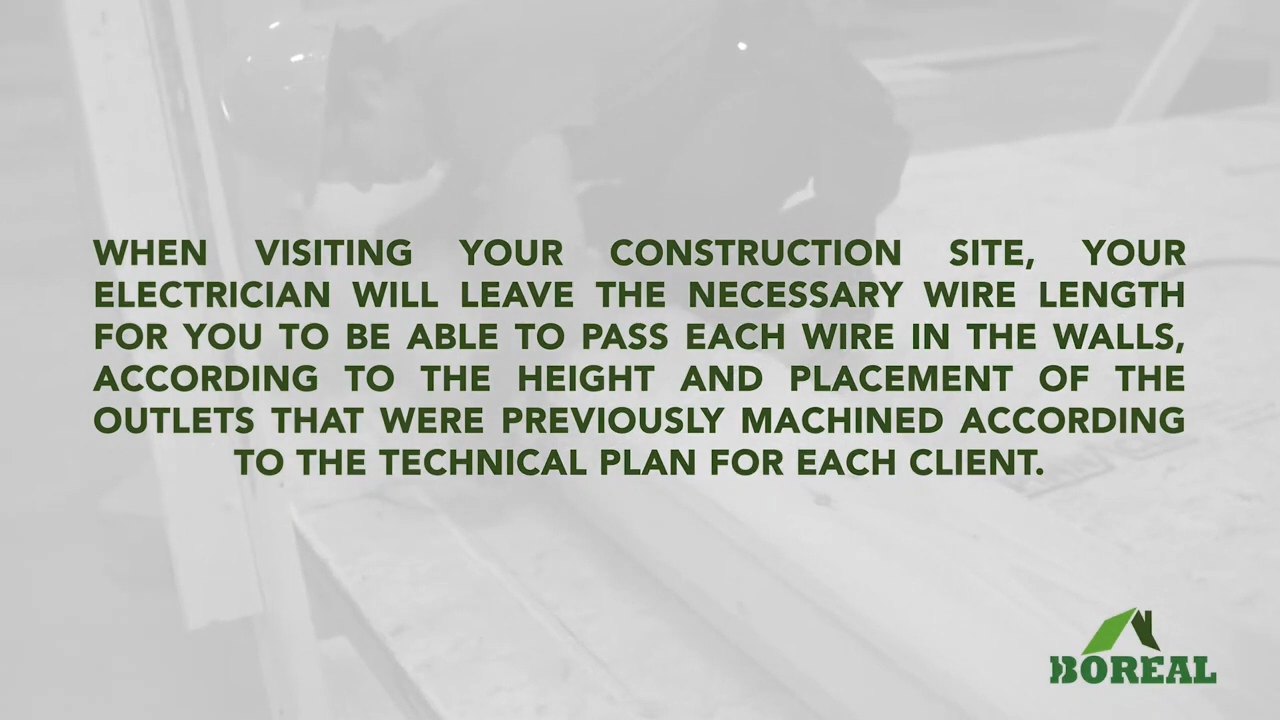 WHEN VISITING YOUR CONSTRUCTION SITE, YOUR
ELECTRICIAN WILL LEAVE THE NECESSARY WIRE LENGTH
FOR YOU TO BE ABLE TO PASS EACH WIRE IN THE WALLS,
ACCORDING TO THE HEIGHT AND PLACEMENT OF THE
OUTLETS THAT WERE PREVIOUSLY MACHINED ACCORDING
TO THE TECHNICAL PLAN FOR EACH CLIENT.
BOREAL